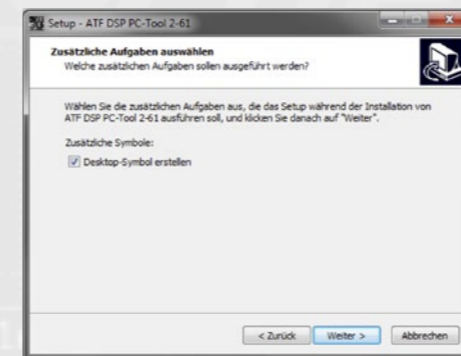 Setup - ATF DSP PC-Tool 2-61
Zusätzliche Aufgaben auswählen
Welche zusätzlichen Aufgaben sollen ausgeführt werden?
Wählen Sie die zusätzlichen Aufgaben aus, die das Setup während der Installation von
ATF DSP PC-Tool 2-61 ausführen soll, und klicken Sie danach auf "Weiter".
Zusätzliche Symbole:
Desktop-Symbol erstellen
< Zurück
Weiter >
Abbrechen